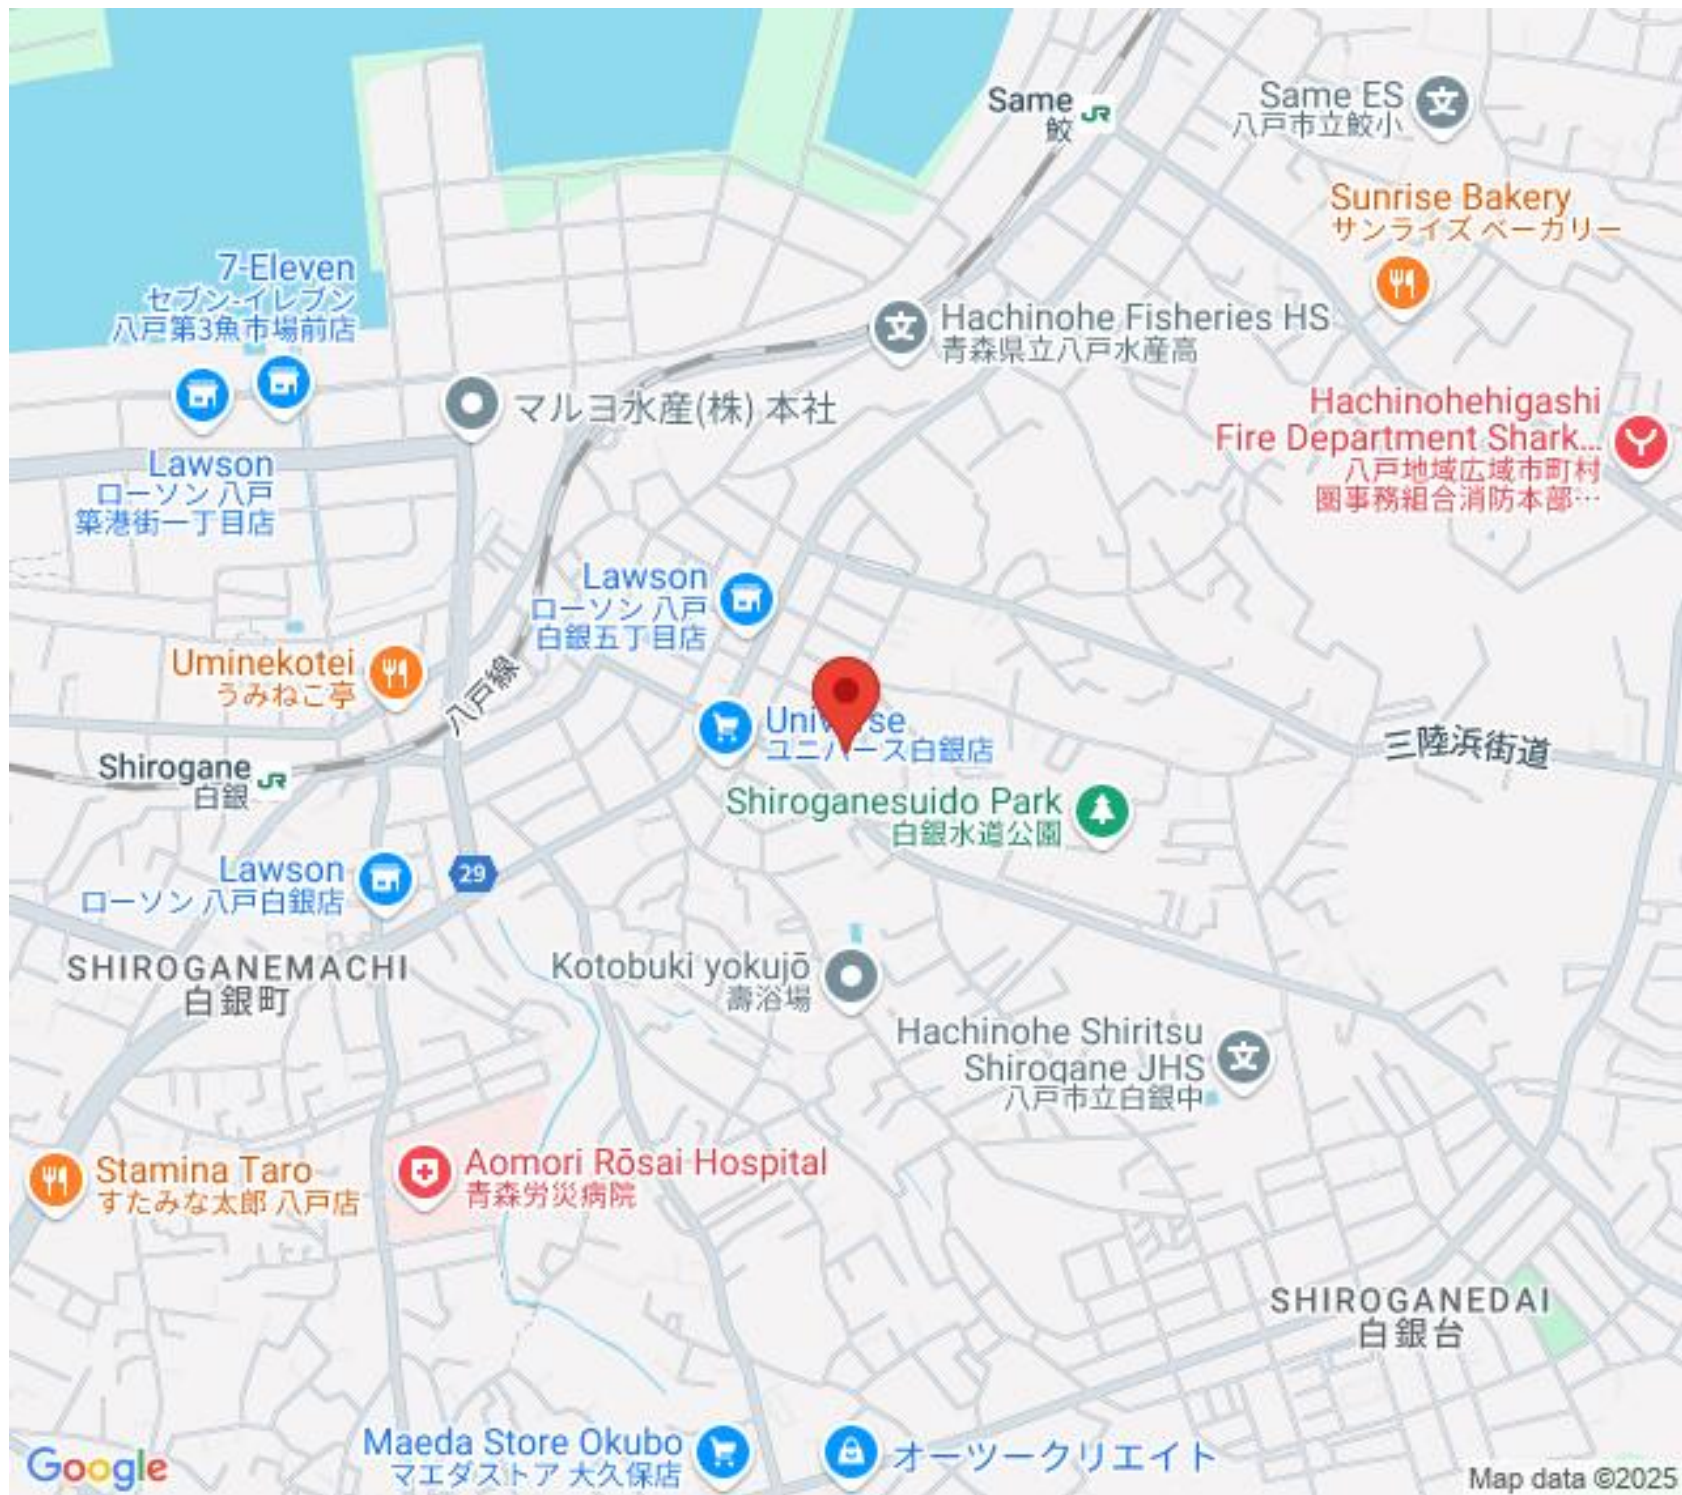 Same
鮫
Same ES
八戸市立鮫小
Sunrise Bakery
サンライズ ベーカリー
7-Eleven
セブン-イレブン
八戸第3魚市場前店
Hachinohe Fisheries HS
青森県立八戸水産高
マルヨ水産(株) 本社
Hachinohehigashi
Fire Department Shark...
八戸地域広域市町村
圏事務組合消防本部…
Lawson
ローソン 八戸
築港街一丁目店
Lawson
ローソン 八戸
白銀五丁目店
Uminekotei
うみねこ亭
八戸線
Universe
ユニバース白銀店
三陸浜街道
Shirogane
白銀
Shiroganesuido Park
白銀水道公園
Lawson
ローソン 八戸白銀店
29
SHIROGANEMACHI
白銀町
Kotobuki yokujō
壽浴場
Hachinohe Shiritsu
Shirogane JHS
八戸市立白銀中
Stamina Taro
すたみな太郎 八戸店
Aomori Rōsai Hospital
青森労災病院
SHIROGANEDAI
白銀台
Maeda Store Okubo
マエダストア 大久保店
オーツークリエイト
Google
Map data ©2025